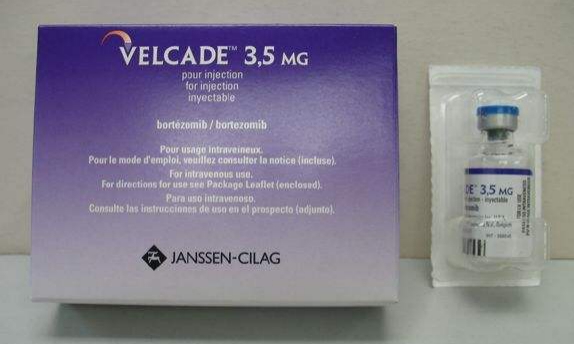 VELCADE™ 3,5 MG
pour injection
for injection
inyectable
bortézomib / bortezomib
Pour usage intraveineux.
Pour le mode d'emploi, veuillez consulter la notice (incluse).
For intravenous use.
For directions for use see Package Leaflet (enclosed).
Para uso intravenoso.
Consulte las instrucciones de uso en el prospecto (adjunto).
JANSSEN-CILAG
DE™ 3,5 MG
injection - inyectable